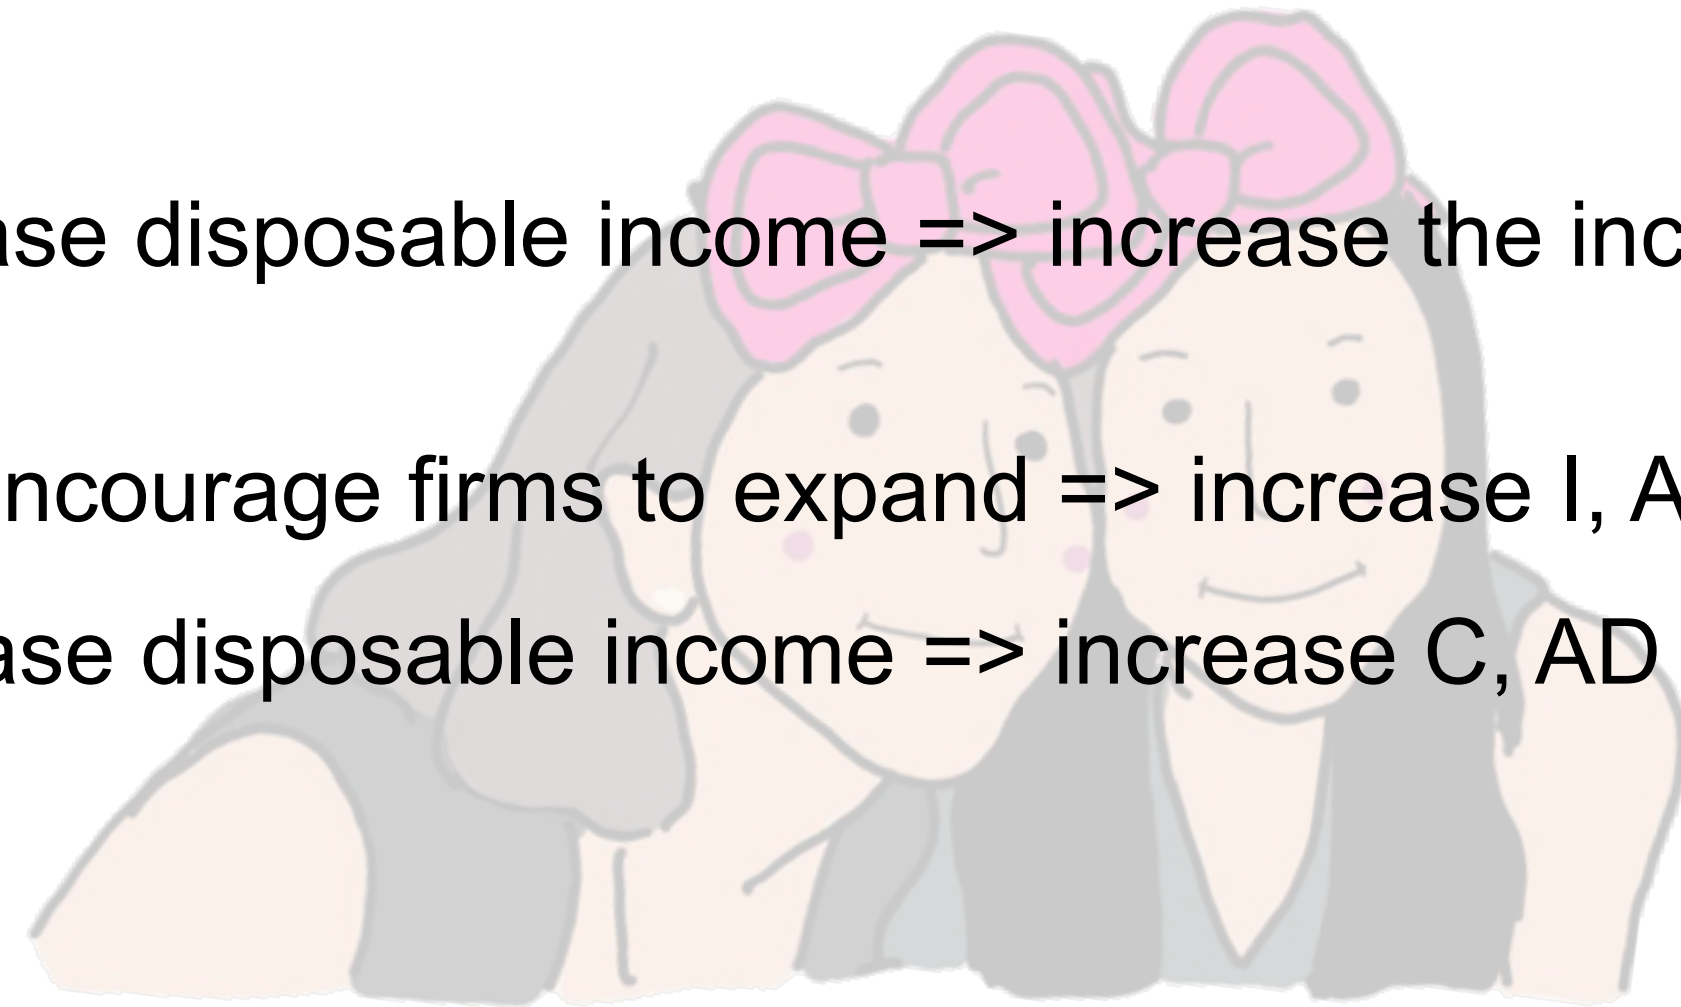 ase disposable income => increase the inc
ncourage firms to expand => increase I, A
ase disposable income => increase C, AD